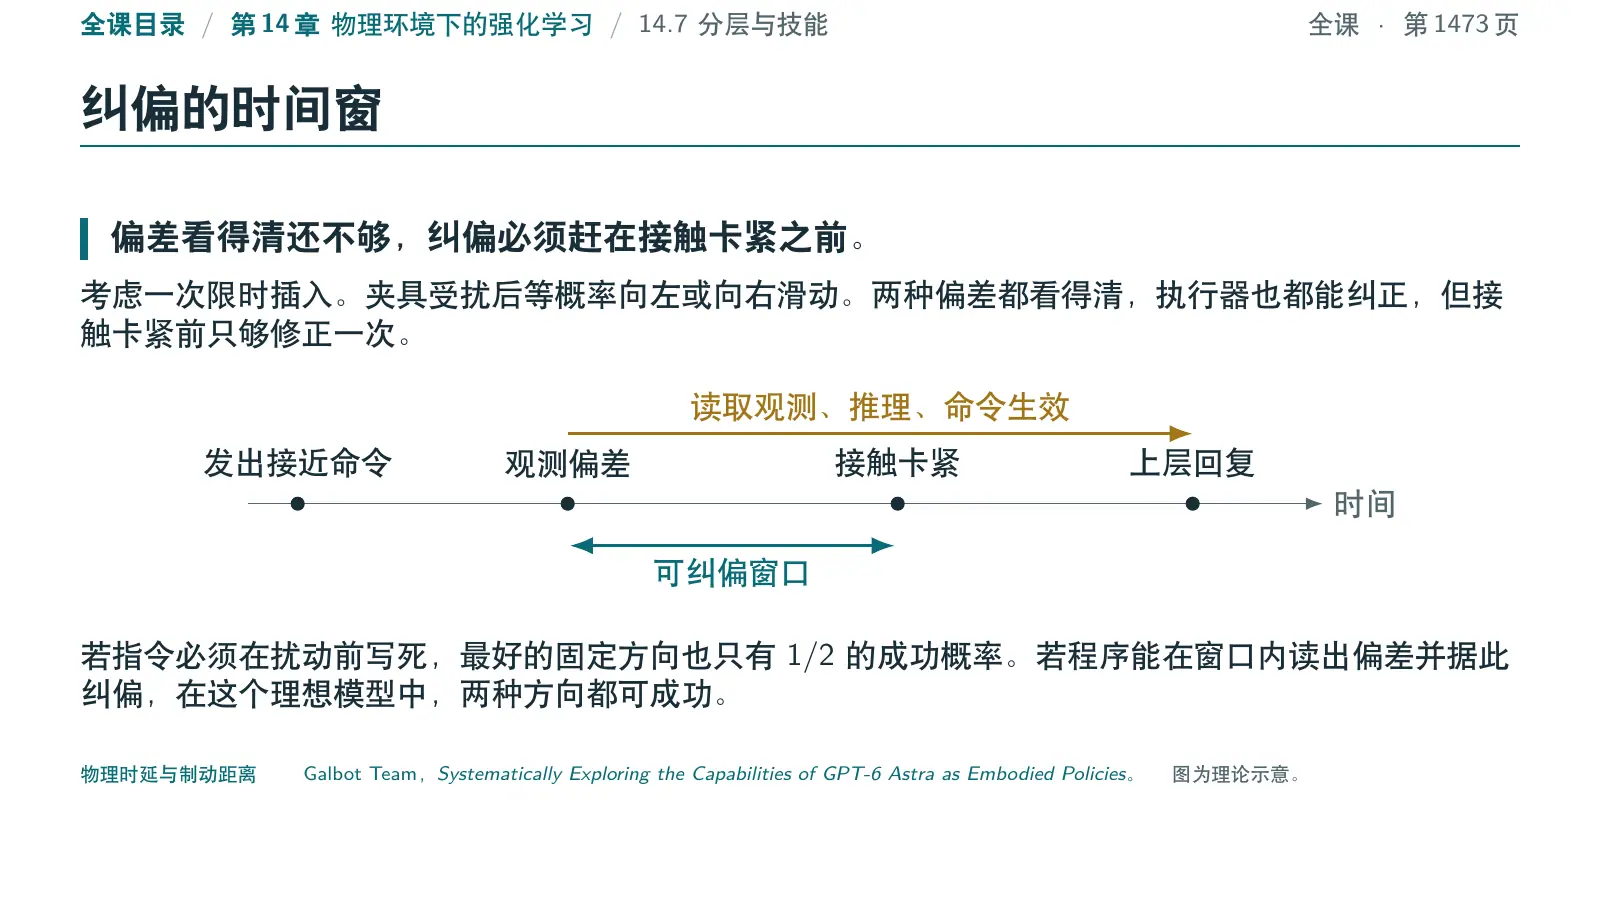 全课目录 / 第 14 章 物理环境下的强化学习 / 14.7 分层与技能
全课 · 第 1473 页
纠偏的时间窗
偏差看得清还不够，纠偏必须赶在接触卡紧之前。
考虑一次限时插入。夹具受扰后等概率向左或向右滑动。两种偏差都看得清，执行器也都能纠正，但接
触卡紧前只够修正一次。
读取观测、推理、命令生效
发出接近命令
观测偏差
接触卡紧
上层回复
时间
可纠偏窗口
若指令必须在扰动前写死，最好的固定方向也只有 1/2 的成功概率。若程序能在窗口内读出偏差并据此
纠偏，在这个理想模型中，两种方向都可成功。
物理时延与制动距离 Galbot Team，Systematically Exploring the Capabilities of GPT-6 Astra as Embodied Policies。 图为理论示意。